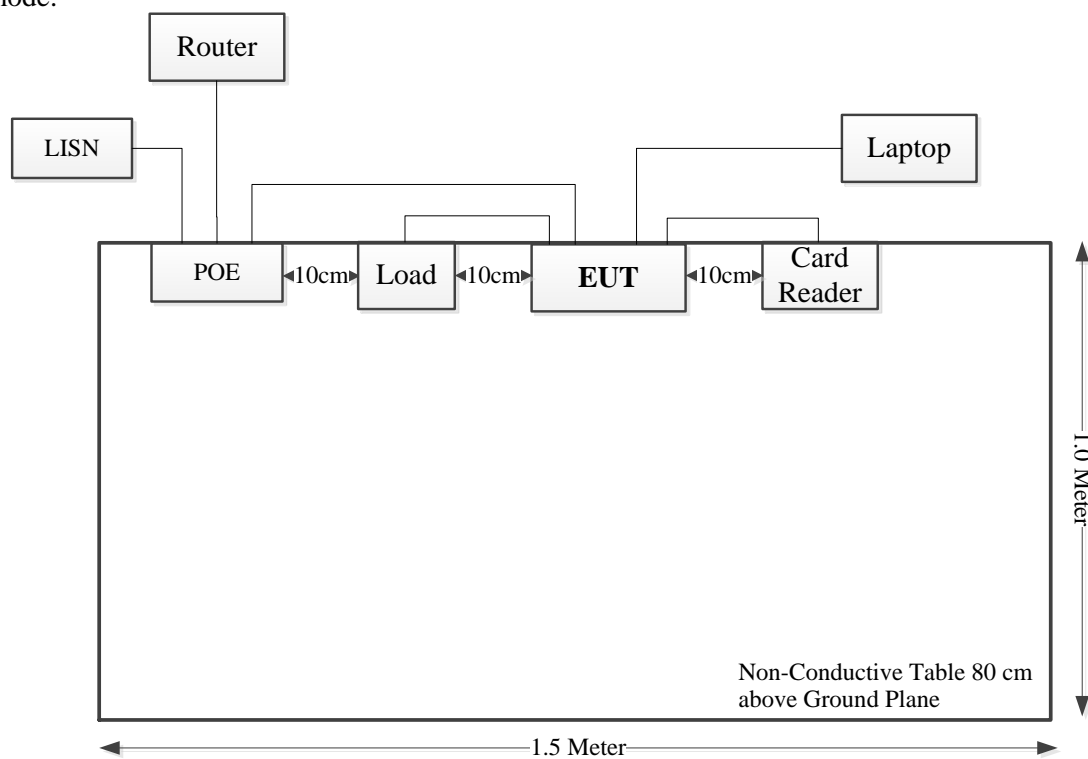 Router
LISN
Laptop
POE
10cm
Load
10cm
EUT
10cm
Card
Reader
1.0 Meter
Non-Conductive Table 80 cm
above Ground Plane
1.5 Meter